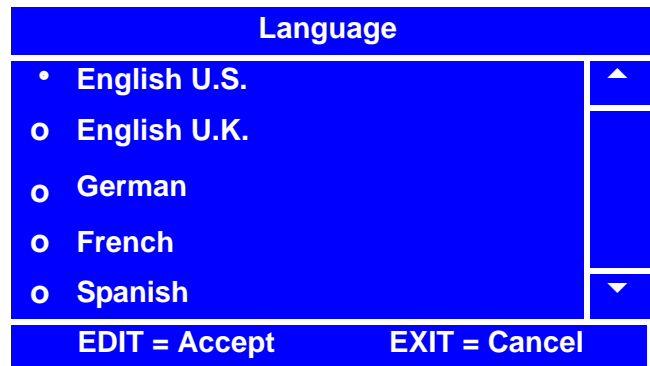 Language
• English U.S.
o English U.K.
o German
o French
o Spanish
EDIT = Accept EXIT = Cancel